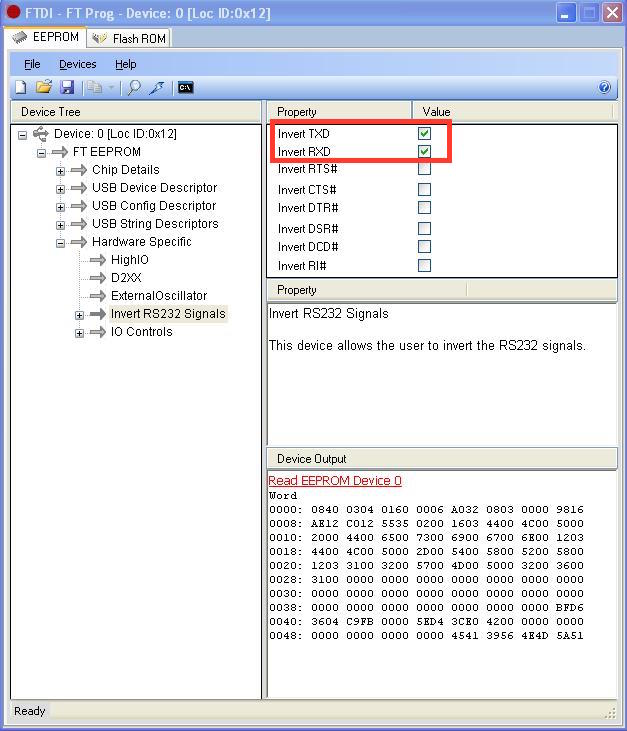 FTDI - FT Prog - Device: 0 [Loc ID:0x12]
EEPROM
Flash ROM
File Devices Help
Device Tree
Device: 0 [Loc ID:0x12]
FT EEPROM
Chip Details
USB Device Descriptor
USB Config Descriptor
USB String Descriptors
Hardware Specific
HighIO
D2XX
ExternalOscillator
Invert RS232 Signals
IO Controls
Property Value
Invert TXD
Invert RXD
Invert RTS#
Invert CTS#
Invert DTR#
Invert DSR#
Invert DCD#
Invert RI#
Property
Invert RS232 Signals
This device allows the user to invert the RS232 signals.
Device Output
Read EEPROM Device 0
Word
0000: 0840 0304 0160 0006 A032 0803 0000 9816
0008: AE12 C012 5535 0200 1603 4400 4C00 5000
0010: 2000 4400 6500 7300 6900 6700 6E00 1203
0018: 4400 4C00 5000 2D00 5400 5800 5200 5800
0020: 1203 3100 3200 5700 4D00 5000 3200 3600
0028: 3100 0000 0000 0000 0000 0000 0000 0000
0030: 0000 0000 0000 0000 0000 0000 0000 0000
0038: 0000 0000 0000 0000 0000 0000 0000 BFD6
0040: 3604 C9FB 0000 5ED4 3CE0 4200 0000 0000
0048: 0000 0000 0000 0000 4541 3956 4E4D 5A51
Ready